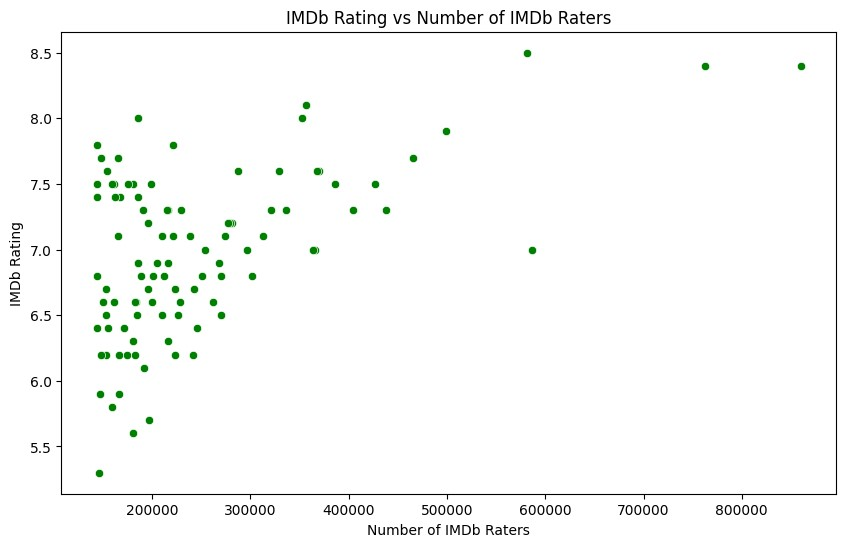 IMDb Rating vs Number of IMDb Raters
8.5
8.0
7.5
7.0
6.5
6.0
5.5
IMDb Rating
200000 300000 400000 500000 600000 700000 800000
Number of IMDb Raters